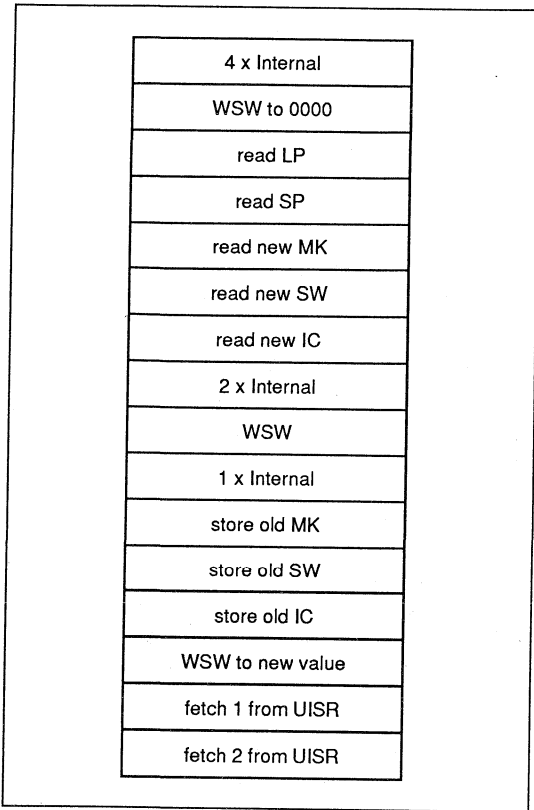 4 x Internal
WSW to 0000
read LP
read SP
read new MK
read new SW
read new IC
2 x Internal
WSW
1 x Internal
store old MK
store old SW
store old IC
WSW to new value
fetch 1 from UISR
fetch 2 from UISR